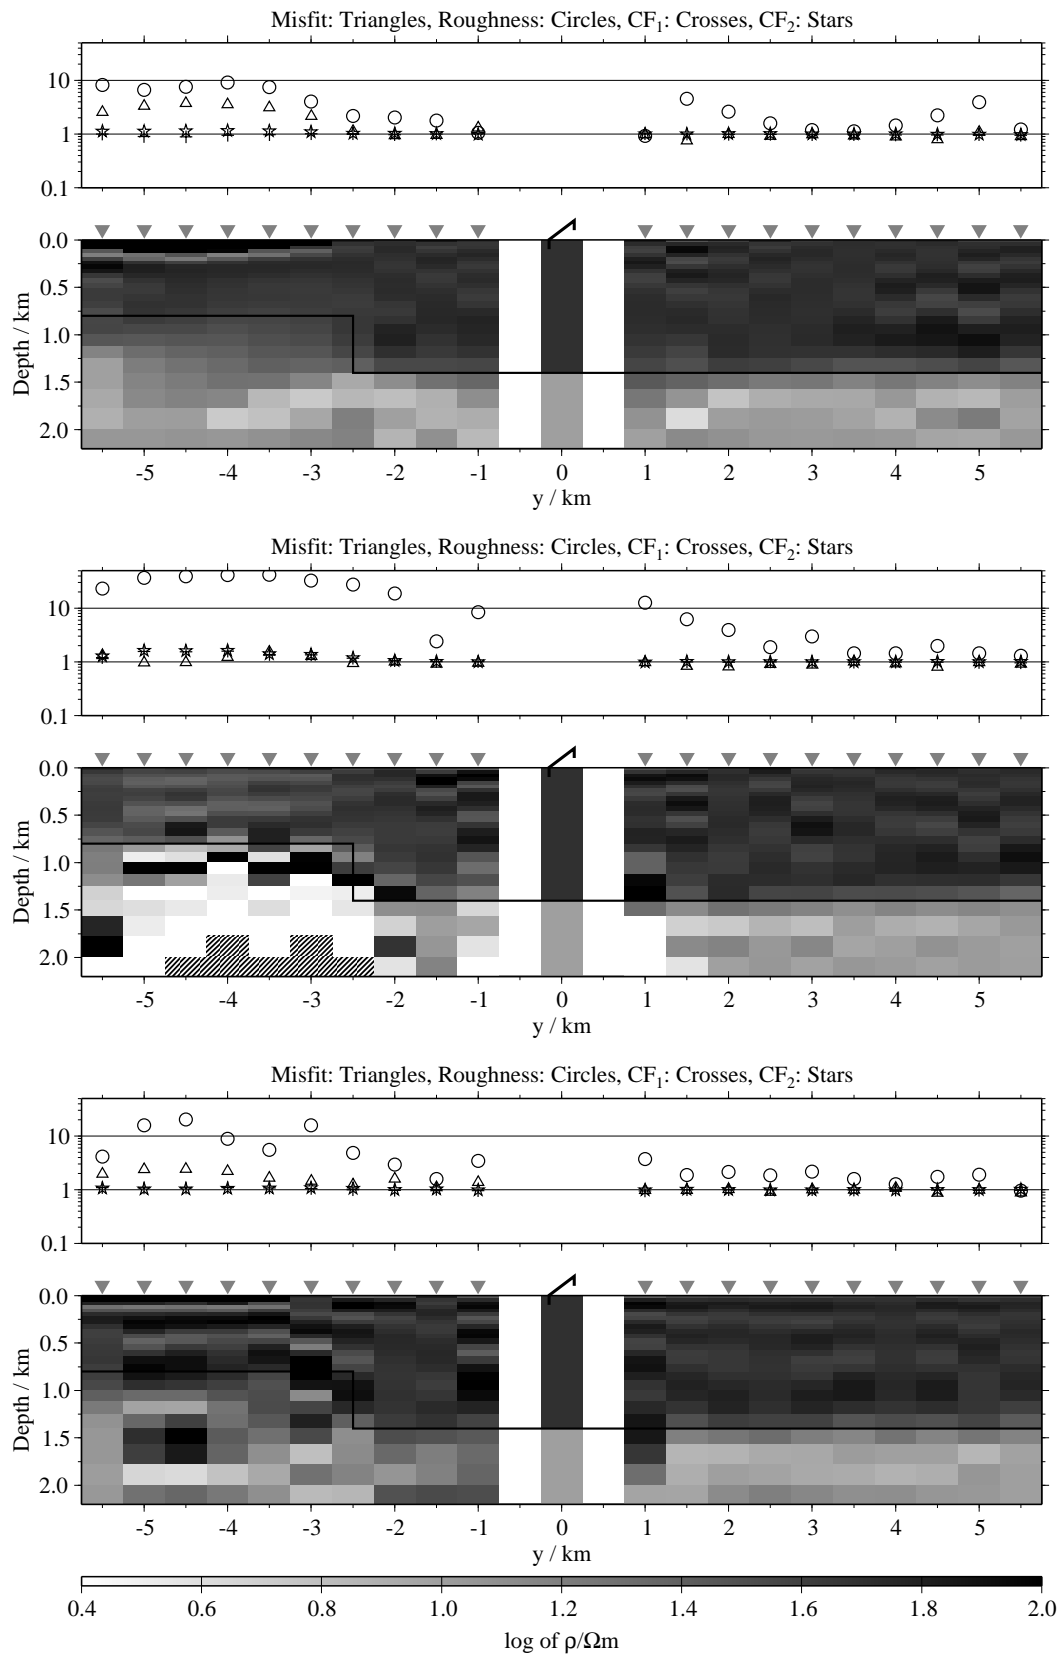 Misfit: Triangles, Roughness: Circles, CF₁: Crosses, CF₂: Stars
10
1
0.1
0.0
0.5
1.0
1.5
2.0
Depth / km
-5 -4 -3 -2 -1 0 1 2 3 4 5
y / km
Misfit: Triangles, Roughness: Circles, CF₁: Crosses, CF₂: Stars
10
1
0.1
0.0
0.5
1.0
1.5
2.0
Depth / km
-5 -4 -3 -2 -1 0 1 2 3 4 5
y / km
Misfit: Triangles, Roughness: Circles, CF₁: Crosses, CF₂: Stars
10
1
0.1
0.0
0.5
1.0
1.5
2.0
Depth / km
-5 -4 -3 -2 -1 0 1 2 3 4 5
y / km
0.4 0.6 0.8 1.0 1.2 1.4 1.6 1.8 2.0
log of ρ/Ωm